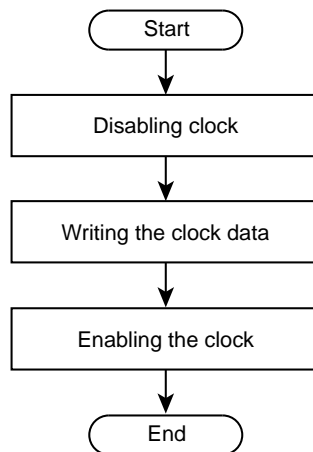 Start
Disabling clock
Writing the clock data
Enabling the clock
End